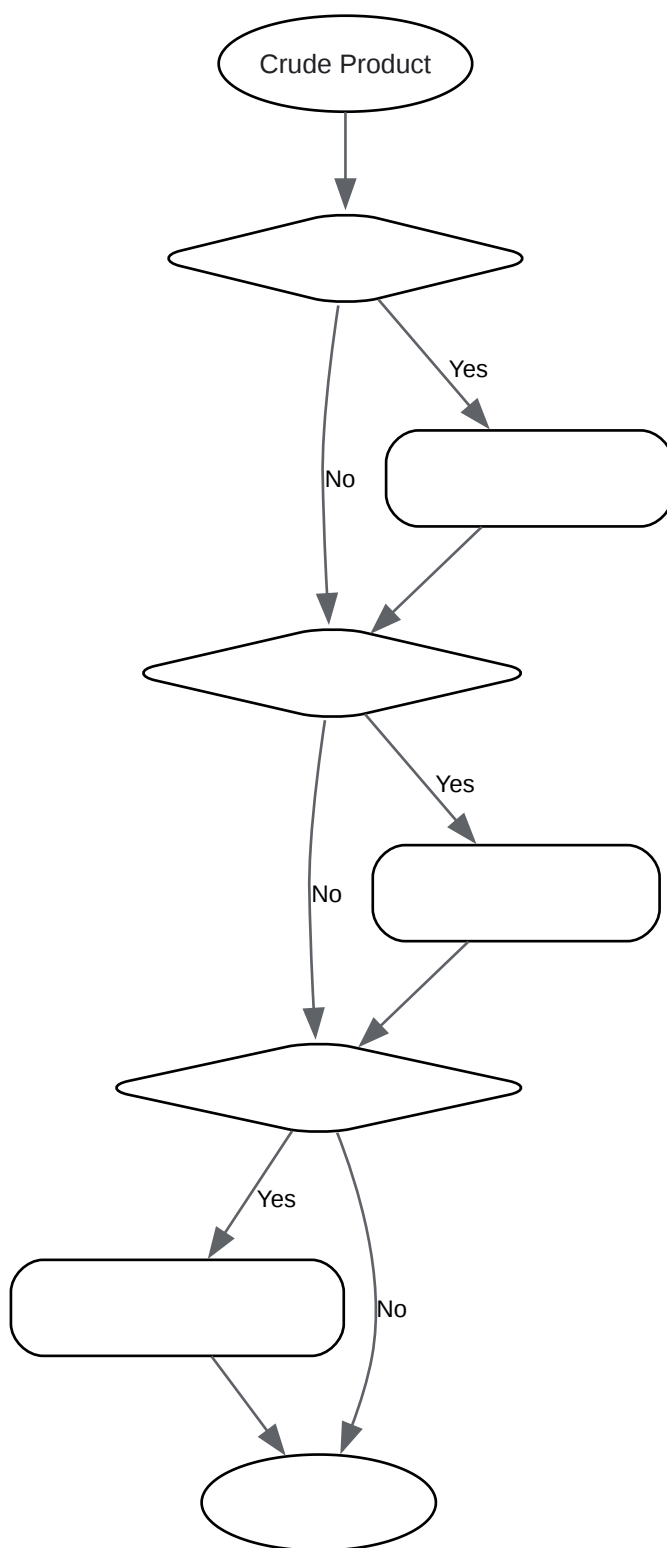 Crude Product
Yes
No
Yes
No
Yes
No